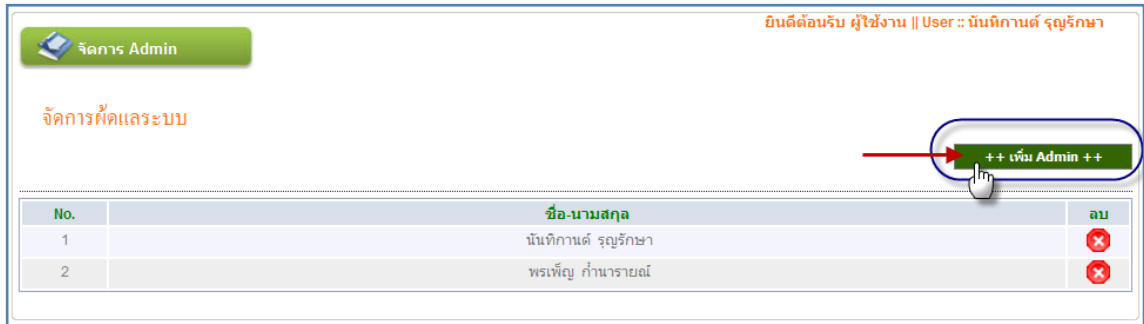 ยินดีต้อนรับ ผู้ใช้งาน || User :: นันทิกานต์ รุญรักษา
จัดการ Admin
จัดการผู้ดูแลระบบ
++ เพิ่ม Admin ++
No. ชื่อ-นามสกุล ลบ
1 นันทิกานต์ รุญรักษา
2 พรเพ็ญ ก่ำนารายณ์